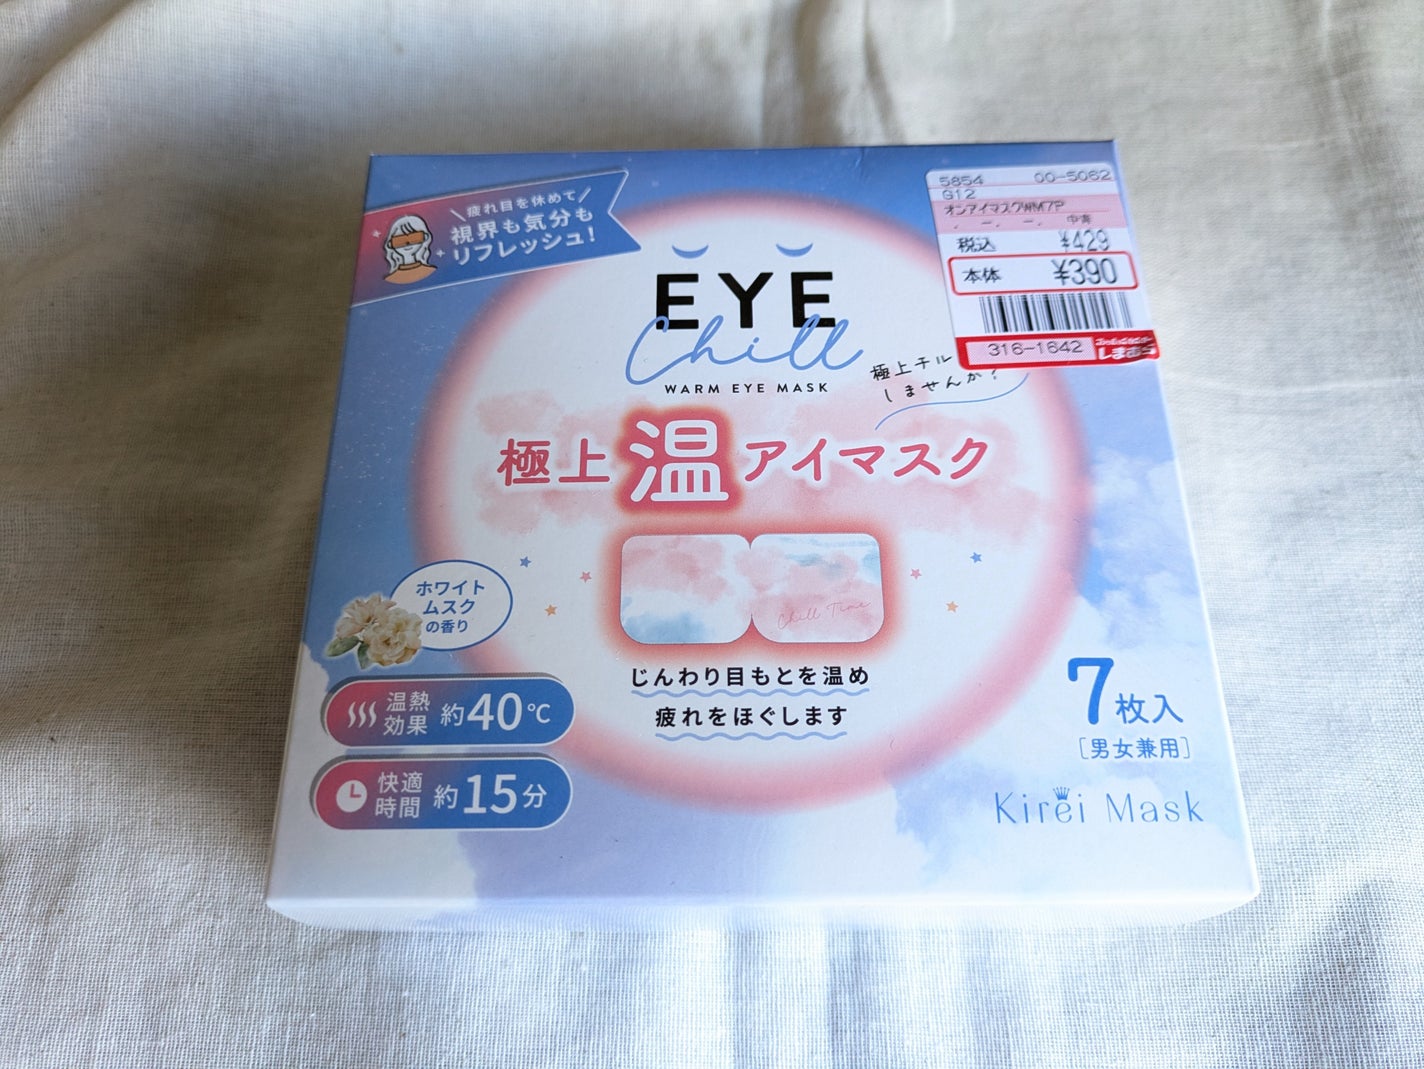 ＼疲れ目を休めて／
視界も気分も
リフレッシュ!
5854 00-5062
G12
オンアイマスクWM7P
中青
税込 ¥429
本体 ¥390
316-1642
しまむら
EYE
Chill
WARM EYE MASK
極上チル
しませんか?
極上温アイマスク
Chill Time
ホワイト
ムスク
の香り
じんわり目もとを温め
疲れをほぐします
温熱
効果 約40℃
快適
時間 約15分
7枚入
[男女兼用]
Kirei Mask